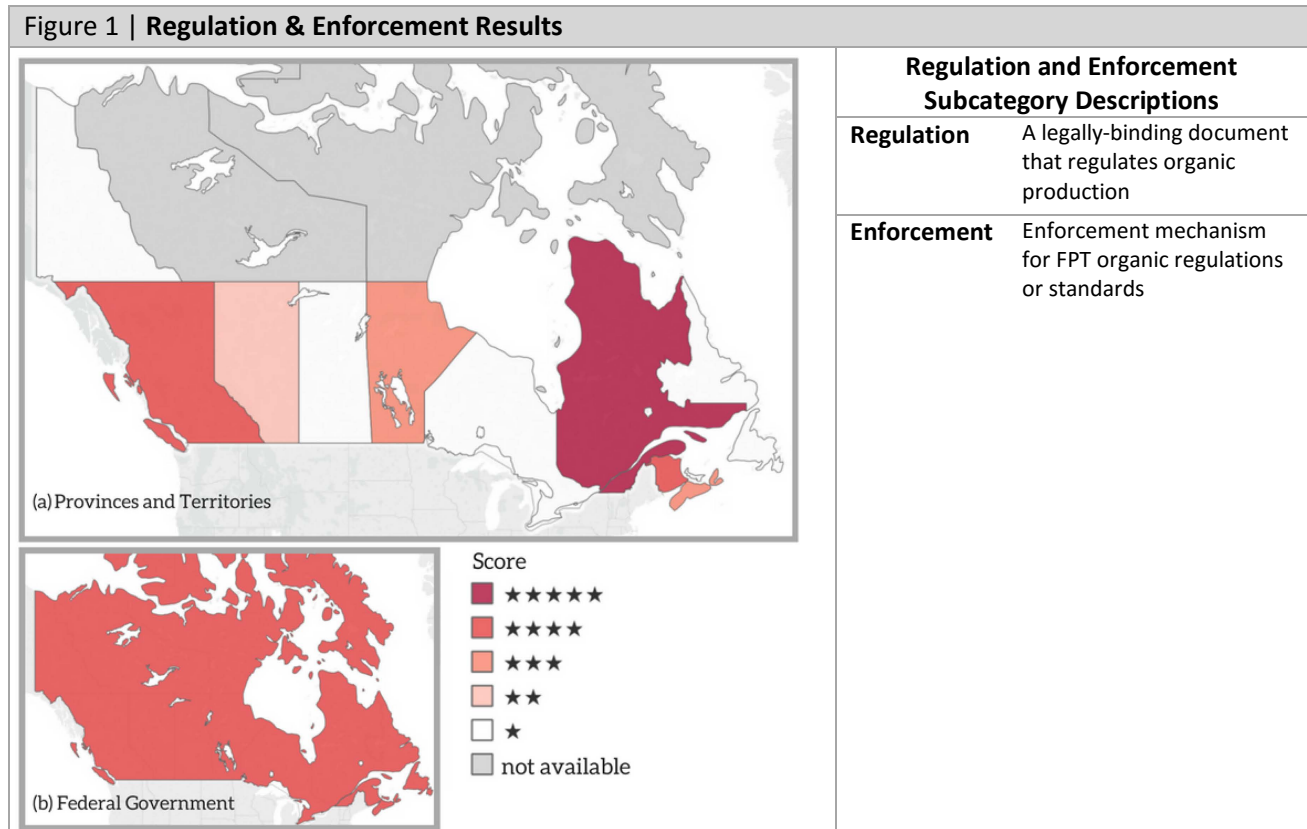 Figure 1 | Regulation & Enforcement Results
(a) Provinces and Territories
(b) Federal Government
Score
★★★★★
★★★★
★★★
★★
★
not available
Regulation and Enforcement
Subcategory Descriptions
Regulation A legally-binding document
that regulates organic
production
Enforcement Enforcement mechanism
for FPT organic regulations
or standards